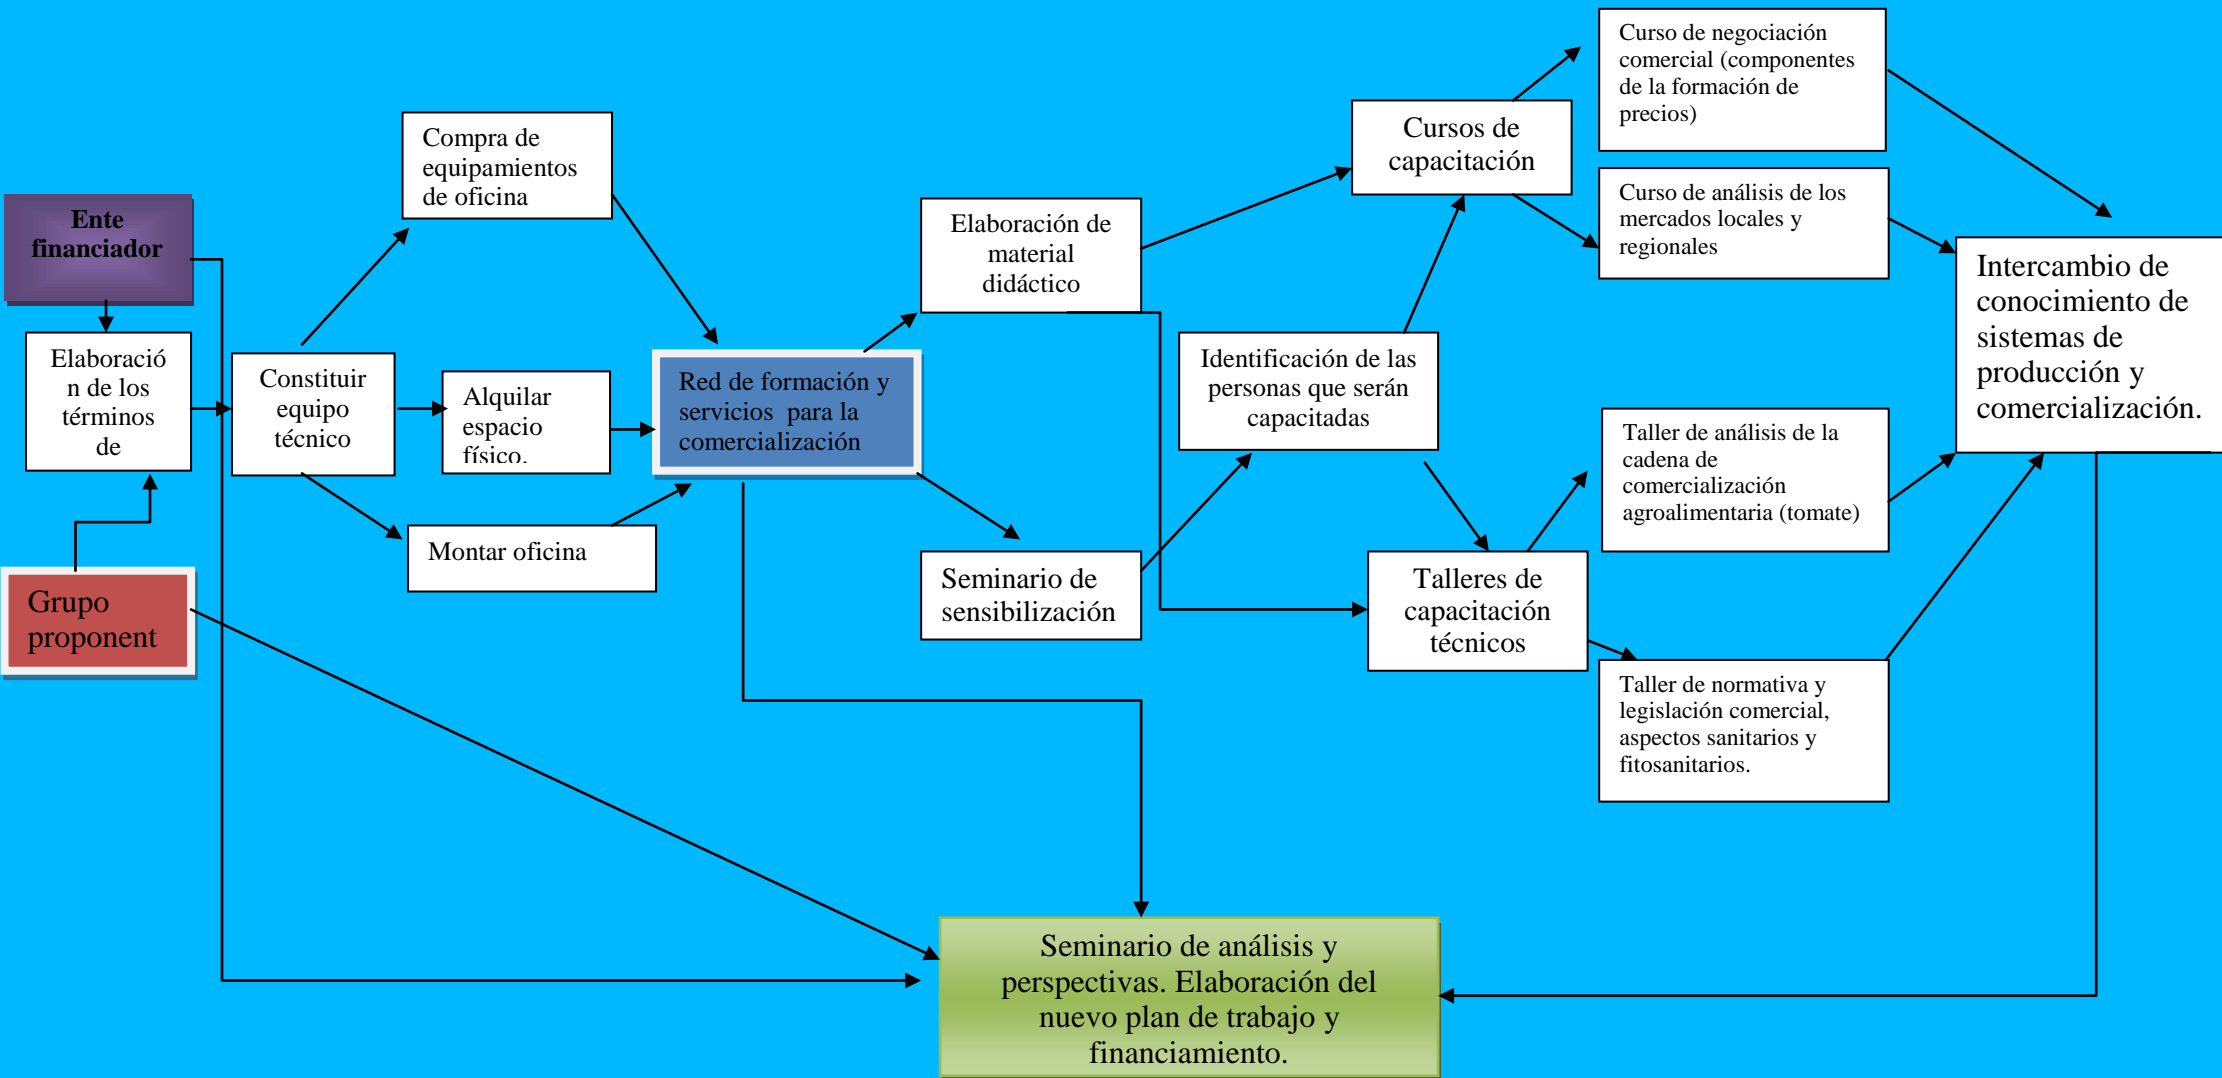 Ente
financiador
Elaboració
n de los
términos
de
Grupo
proponent
Constituir
equipo
técnico
Compra de
equipamientos
de oficina
Alquilar
espacio
físico.
Montar oficina
Red de formación y
servicios para la
comercialización
Elaboración de
material
didáctico
Seminario de
sensibilización
Identificación de las
personas que serán
capacitadas
Cursos de
capacitación
Talleres de
capacitación
técnicos
Curso de negociación
comercial (componentes
de la formación de
precios)
Curso de análisis de los
mercados locales y
regionales
Taller de análisis de la
cadena de
comercialización
agroalimentaria (tomate)
Taller de normativa y
legislación comercial,
aspectos sanitarios y
fitosanitarios.
Intercambio de
conocimiento de
sistemas de
producción y
comercialización.
Seminario de análisis y
perspectivas. Elaboración del
nuevo plan de trabajo y
financiamiento.